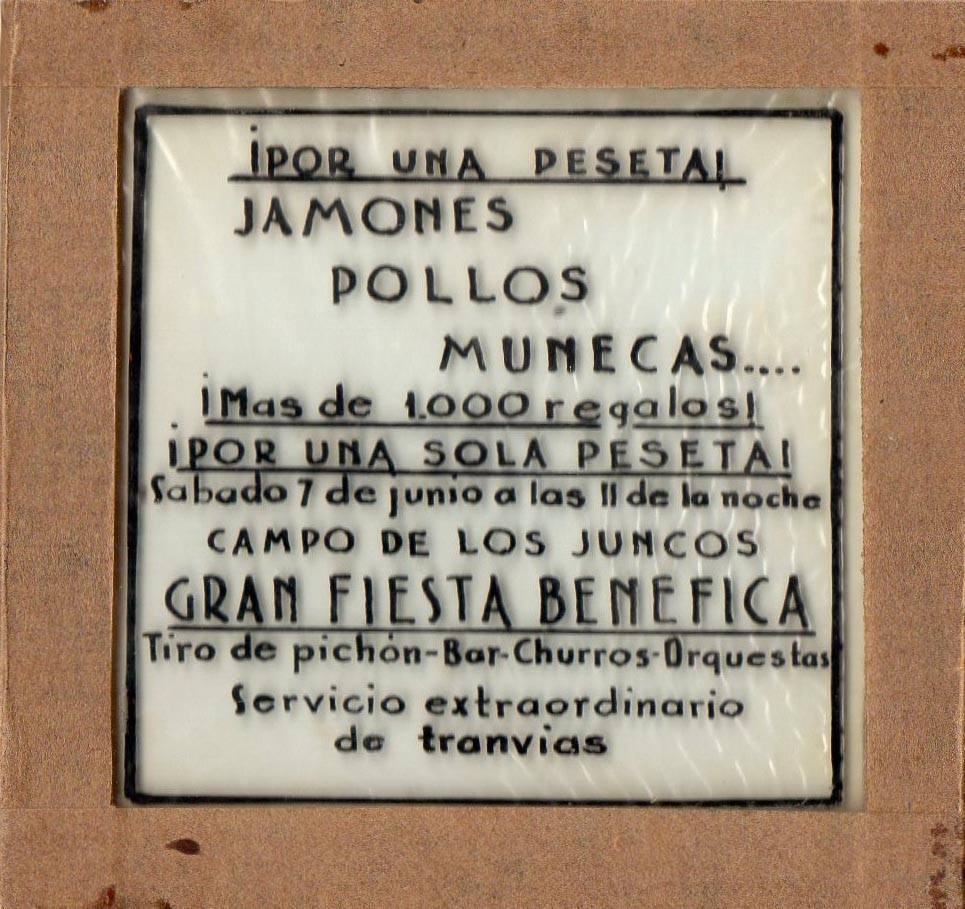 ¡POR UNA PESETA!
JAMONES
POLLOS
MUNECAS....
¡Mas de 1.000 regalos!
¡POR UNA SOLA PESETA!
Sabado 7 de junio a las 11 de la noche
CAMPO DE LOS JUNCOS
GRAN FIESTA BENEFICA
Tiro de pichón-Bar-Churros-Orquestas
Servicio extraordinario
de tranvias